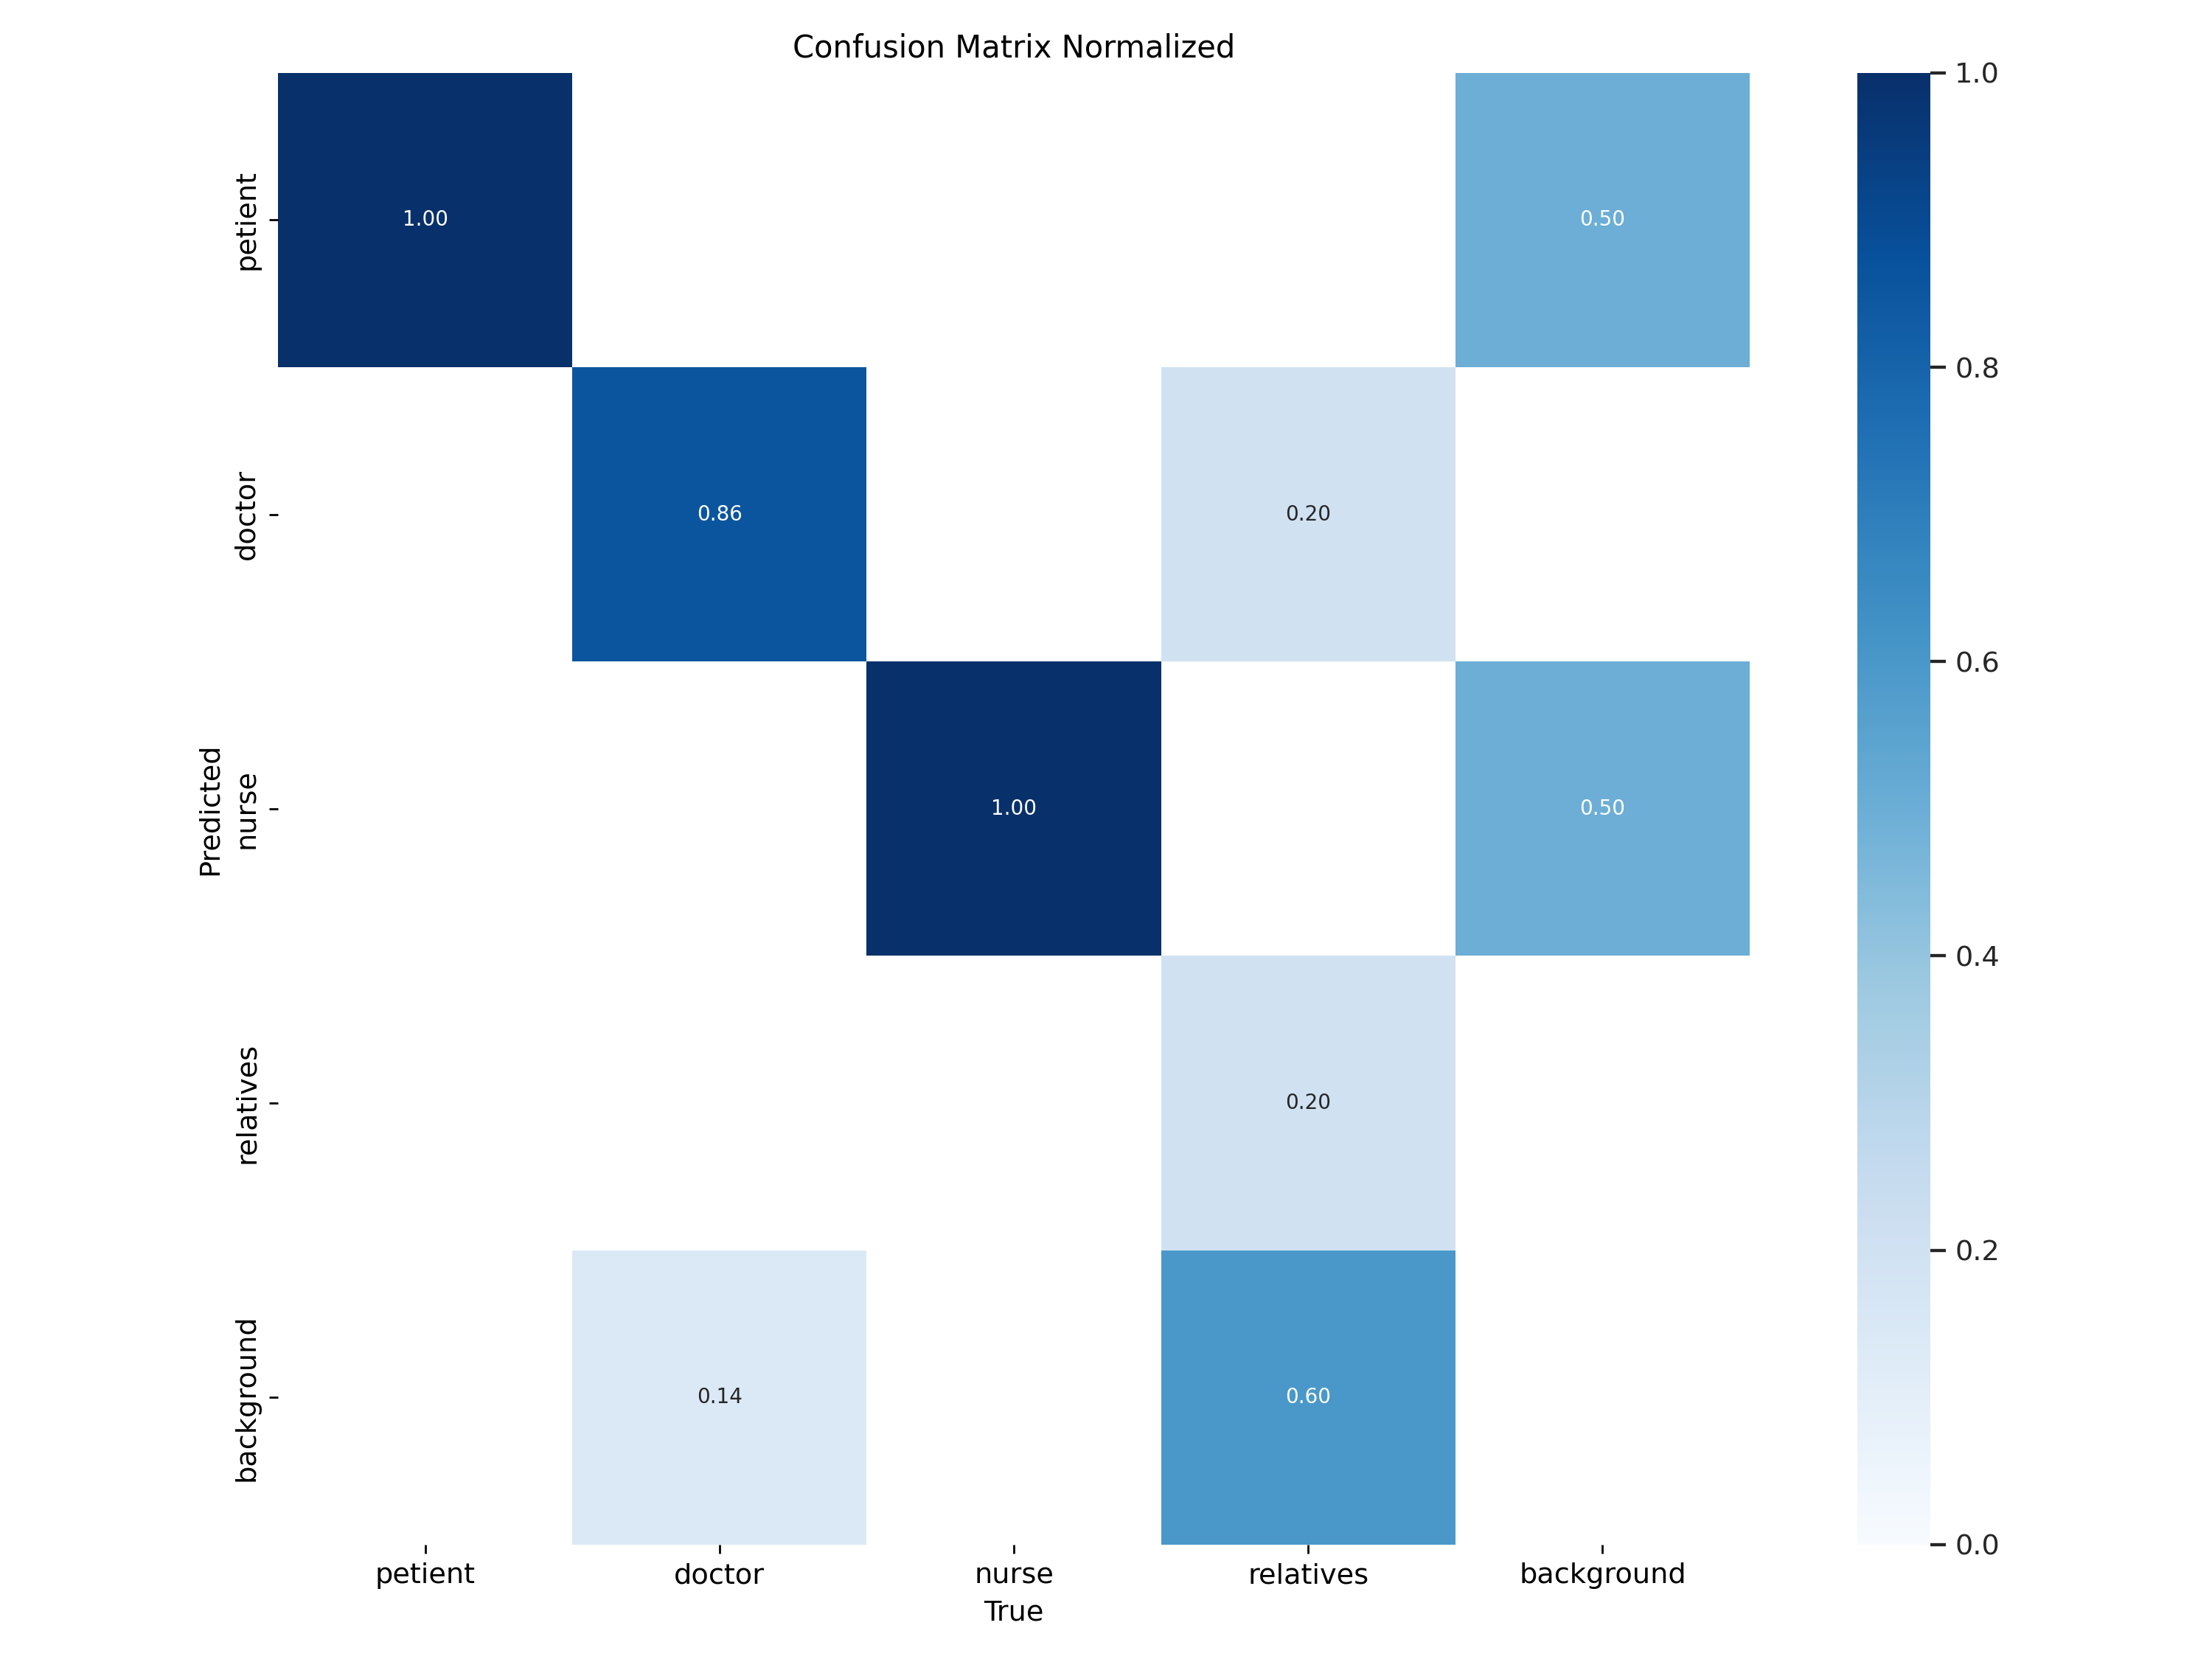 Confusion Matrix Normalized
petient
1.00
0.50
1.0
doctor
0.86
0.20
0.8
Predicted
nurse
1.00
0.50
0.6
relatives
0.20
0.4
background
0.14
0.60
0.2
0.0
petient
doctor
nurse
relatives
background
True